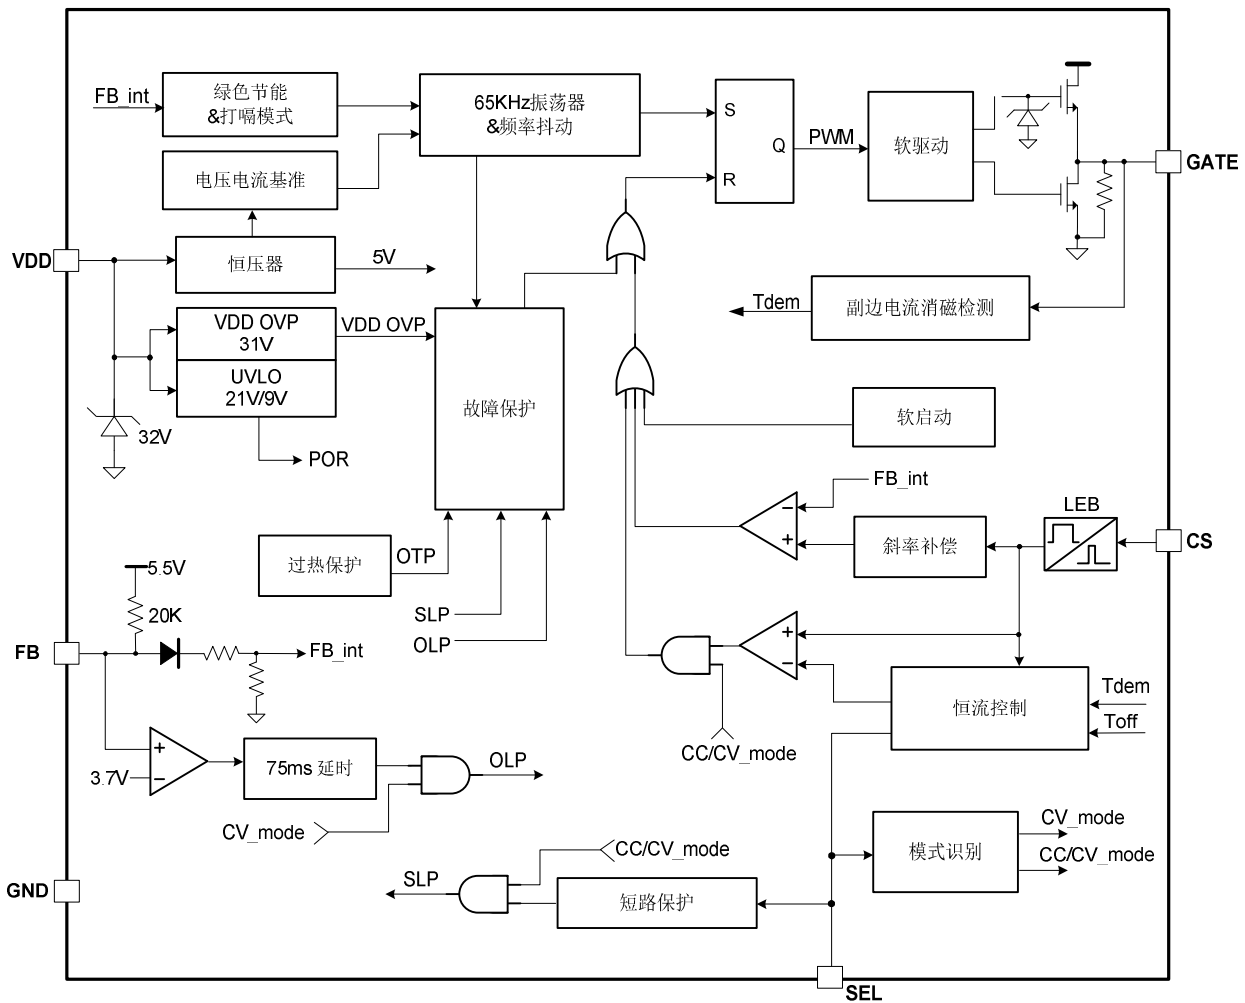 FB_int
绿色节能
&打嗝模式
65KHz振荡器
&频率抖动
S
Q
R
PWM
软驱动
GATE
电压电流基准
VDD
恒压器
5V
Tdem
副边电流消磁检测
VDD OVP
31V
VDD OVP
UVLO
21V/9V
32V
POR
故障保护
软启动
FB_int
LEB
CS
斜率补偿
过热保护
OTP
SLP
OLP
5.5V
20K
FB
FB_int
恒流控制
Tdem
Toff
CC/CV_mode
3.7V
75ms 延时
OLP
CV_mode
模式识别
CV_mode
CC/CV_mode
CC/CV_mode
SLP
短路保护
GND
SEL